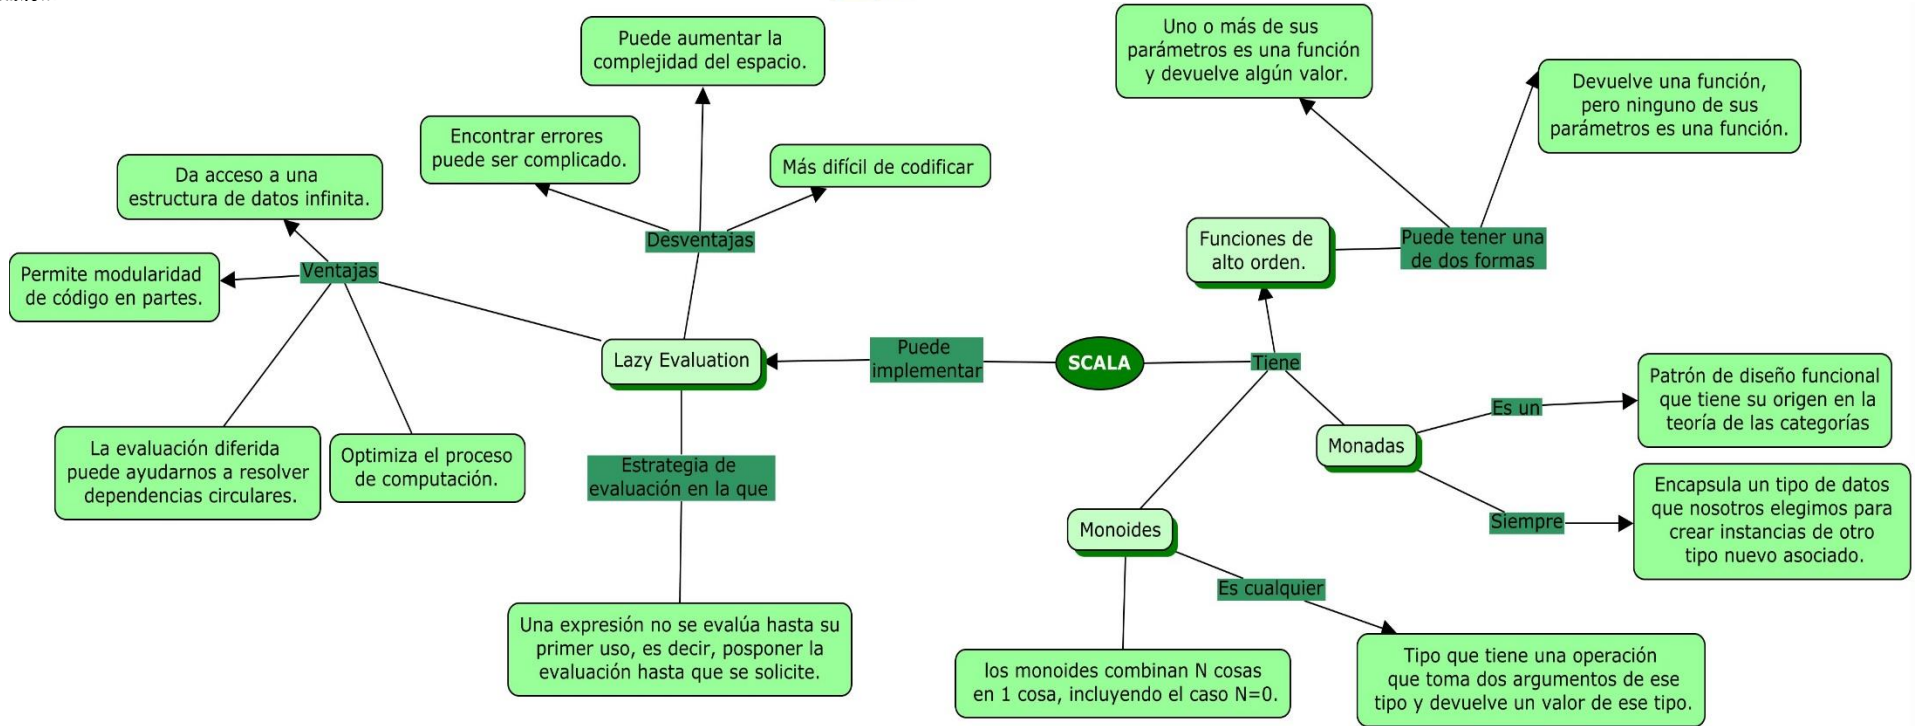 Puede aumentar la
complejidad del espacio.
Encontrar errores
puede ser complicado.
Más difícil de codificar
Desventajas
Da acceso a una
estructura de datos infinita.
Permite modularidad
de código en partes.
Ventajas
La evaluación diferida
puede ayudarnos a resolver
dependencias circulares.
Optimiza el proceso
de computación.
Lazy Evaluation
Estrategia de
evaluación en la que
Una expresión no se evalúa hasta su
primer uso, es decir, posponer la
evaluación hasta que se solicite.
Puede
implementar
SCALA
Tiene
Funciones de
alto orden.
Puede tener una
de dos formas
Uno o más de sus
parámetros es una función
y devuelve algún valor.
Devuelve una función,
pero ninguno de sus
parámetros es una función.
Monadas
Es un
Patrón de diseño funcional
que tiene su origen en la
teoría de las categorías
Siempre
Encapsula un tipo de datos
que nosotros elegimos para
crear instancias de otro
tipo nuevo asociado.
Monoides
Es cualquier
Tipo que tiene una operación
que toma dos argumentos de ese
tipo y devuelve un valor de ese tipo.
los monoides combinan N cosas
en 1 cosa, incluyendo el caso N=0.